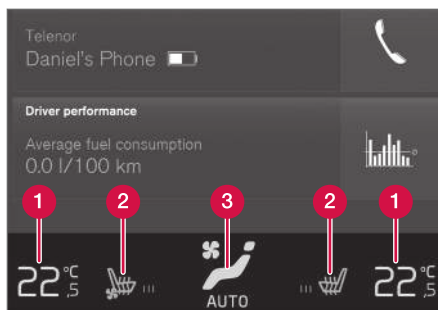 Telenor
Daniel's Phone
Driver performance
Average fuel consumption
0.0 l/100 km
1 2 3 2 1
22°C,5 22°C,5
AUTO